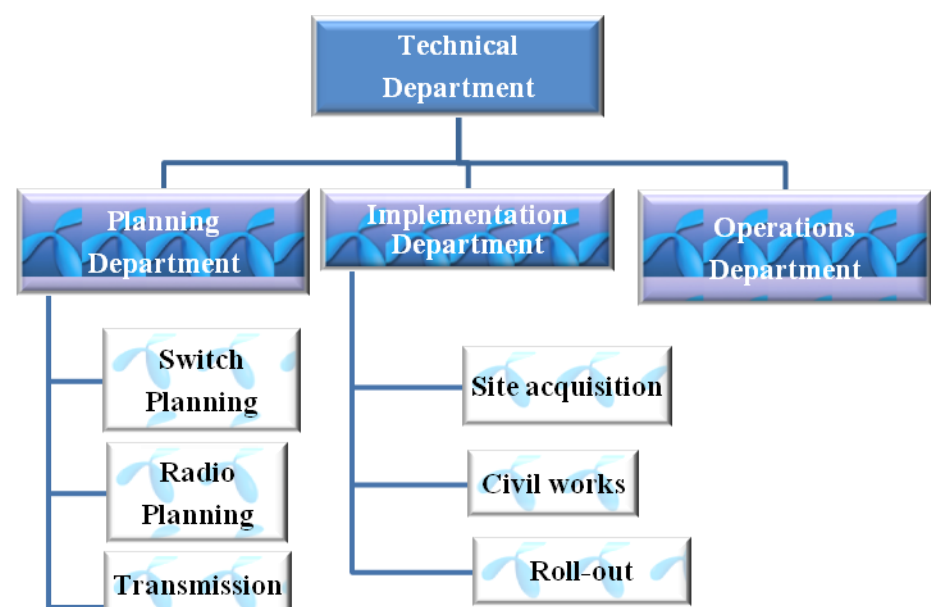 Technical
Department
Planning
Department
Implementation
Department
Operations
Department
Switch
Planning
Radio
Planning
Transmission
Site acquisition
Civil works
Roll-out